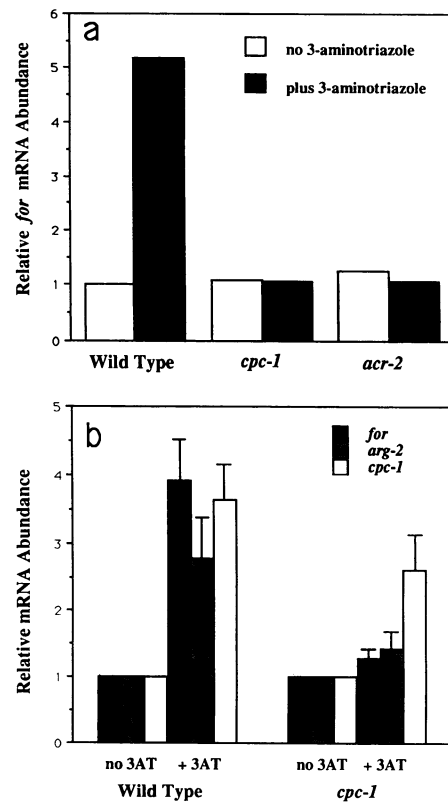 a
Relative for mRNA Abundance
6
5
4
3
2
1
0
no 3-aminotriazole
plus 3-aminotriazole
Wild Type
cpc-1
acr-2
b
Relative mRNA Abundance
5
4
3
2
1
0
for
arg-2
cpc-1
no 3AT
+ 3AT
no 3AT
+ 3AT
Wild Type
cpc-1